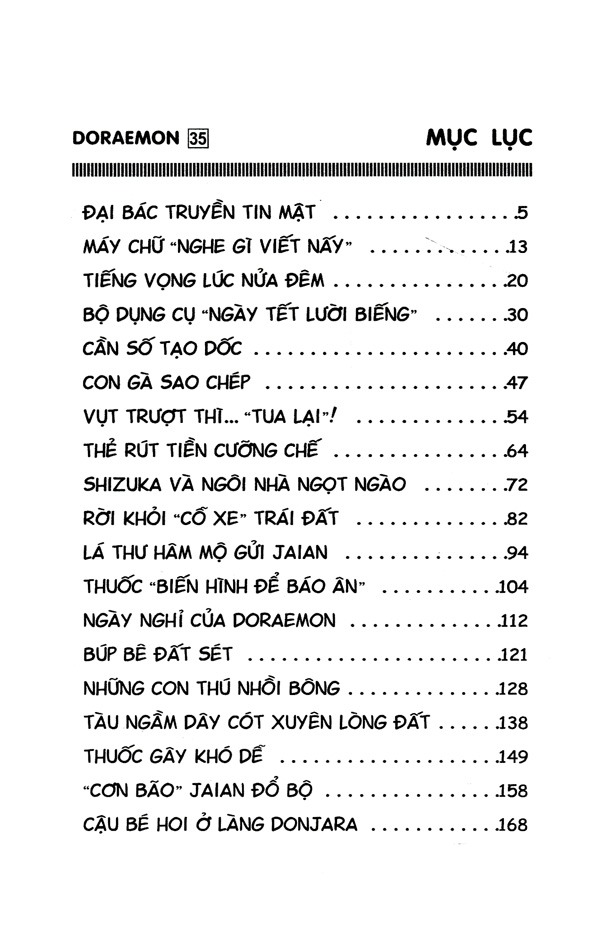 DORAEMON 35 MỤC LỤC
ĐẠI BÁC TRUYỀN TIN MẬT ................5
MÁY CHỮ “NGHE GÌ VIẾT NẤY” ............13
TIẾNG VỌNG LÚC NỬA ĐÊM ...............20
BỘ DỤNG CỤ “NGÀY TẾT LƯỜI BIẾNG” .......30
CẦN SỐ TẠO DỐC ......................40
CON GÀ SAO CHÉP .....................47
VỤT TRƯỢT THÌ... “TUA LẠI”! .............54
THẺ RÚT TIỀN CƯỠNG CHẾ ...............64
SHIZUKA VÀ NGÔI NHÀ NGỌT NGÀO ........72
RỜI KHỎI “CỖ XE” TRÁI ĐẤT .............82
LÁ THƯ HÂM MỘ GỬI JAIAN ..............94
THUỐC “BIẾN HÌNH ĐỂ BÁO ÂN” ...........104
NGÀY NGHỈ CỦA DORAEMON .............112
BÚP BÊ ĐẤT SÉT ......................121
NHỮNG CON THÚ NHỒI BÔNG .............128
TÀU NGẦM DÂY CÓT XUYÊN LÒNG ĐẤT ......138
THUỐC GÂY KHÓ DỄ ...................149
“CƠN BÃO” JAIAN ĐỔ BỘ ...............158
CẬU BÉ HOI Ở LÀNG DONJARA ...........168